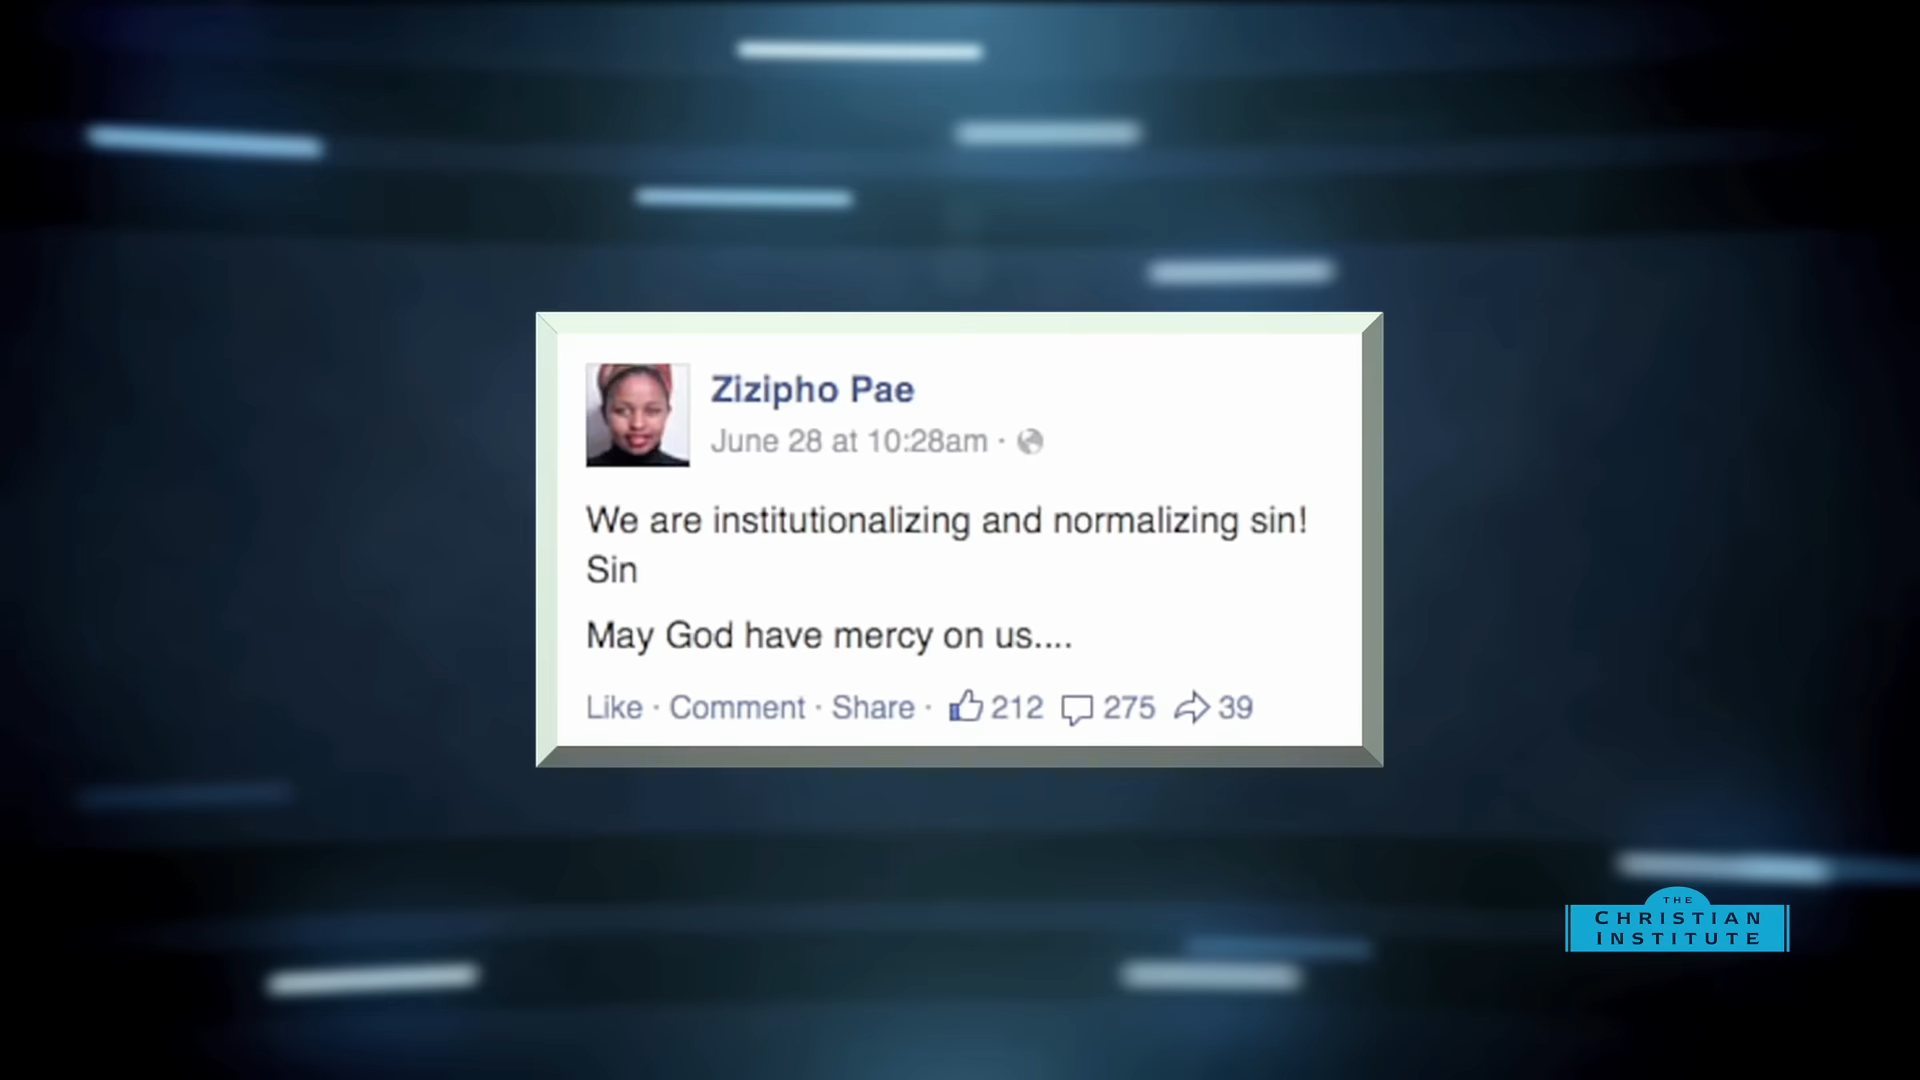 Zizipho Pae
June 28 at 10:28am ·
We are institutionalizing and normalizing sin!
Sin
May God have mercy on us....
Like · Comment · Share · 212 275 39
THE
CHRISTIAN
INSTITUTE